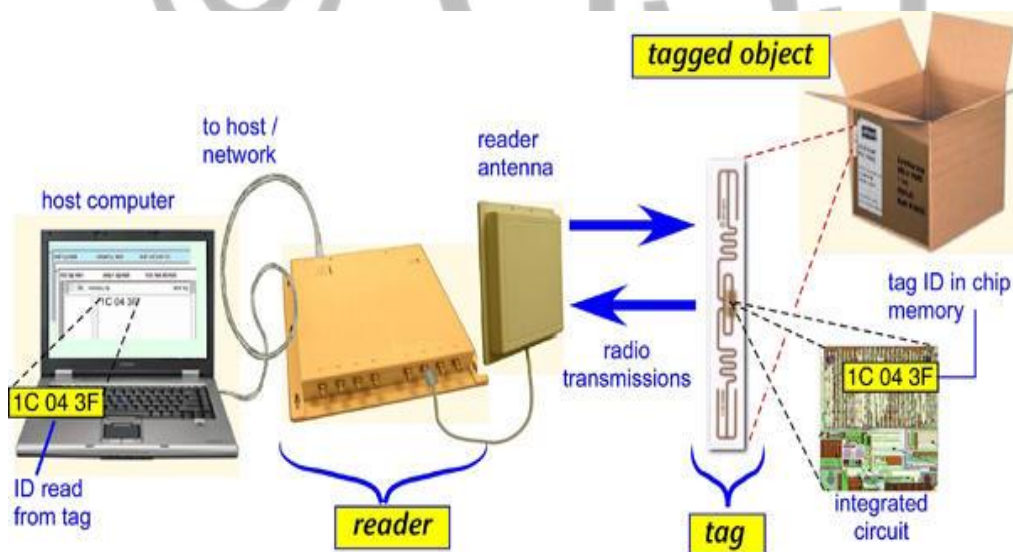 tagged object
to host /
network
reader
antenna
host computer
tag ID in chip
memory
1C 04 3F
radio
transmissions
1C 04 3F
1C 04 3F
ID read
from tag
reader
tag
integrated
circuit